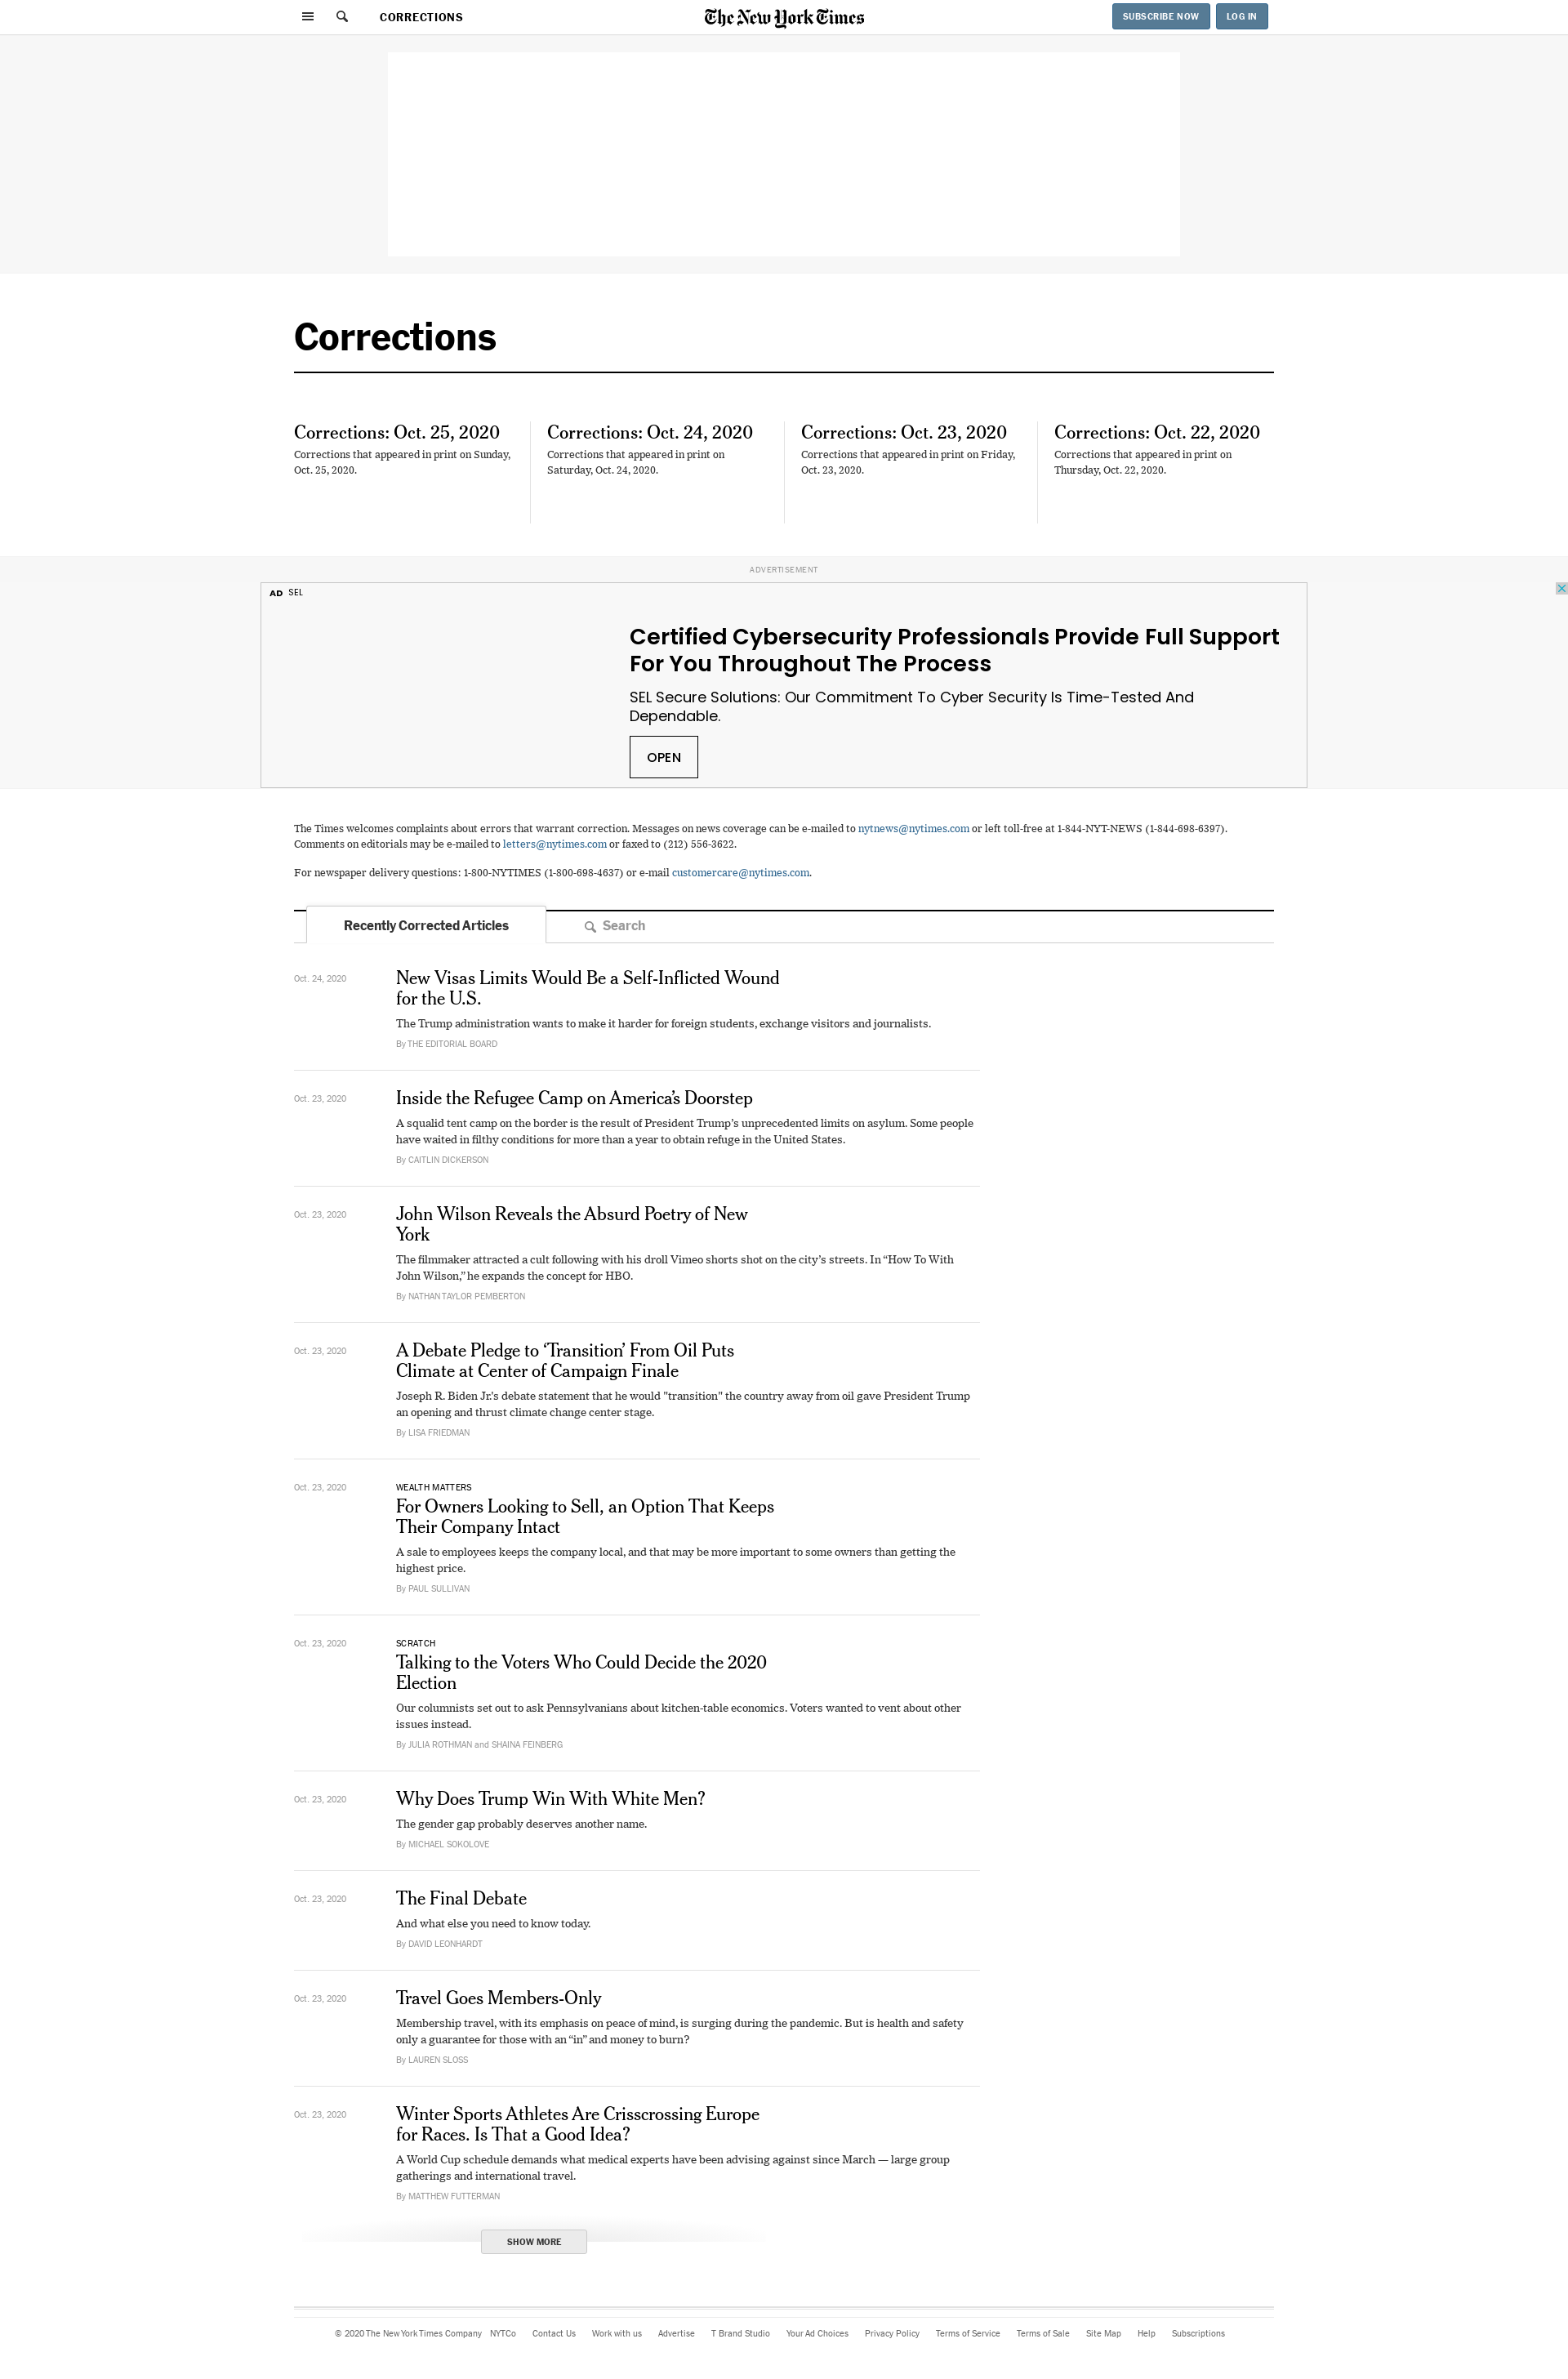 CORRECTIONS
The New York Times
SUBSCRIBE NOW
LOG IN
Corrections
Corrections: Oct. 25, 2020
Corrections that appeared in print on Sunday,
Oct. 25, 2020.
Corrections: Oct. 24, 2020
Corrections that appeared in print on
Saturday, Oct. 24, 2020.
Corrections: Oct. 23, 2020
Corrections that appeared in print on Friday,
Oct. 23, 2020.
Corrections: Oct. 22, 2020
Corrections that appeared in print on
Thursday, Oct. 22, 2020.
ADVERTISEMENT
AD SEL
Certified Cybersecurity Professionals Provide Full Support
For You Throughout The Process
SEL Secure Solutions: Our Commitment To Cyber Security Is Time-Tested And
Dependable.
OPEN
The Times welcomes complaints about errors that warrant correction. Messages on news coverage can be e-mailed to nytnews@nytimes.com or left toll-free at 1-844-NYT-NEWS (1-844-698-6397).
Comments on editorials may be e-mailed to letters@nytimes.com or faxed to (212) 556-3622.
For newspaper delivery questions: 1-800-NYTIMES (1-800-698-4637) or e-mail customercare@nytimes.com.
Recently Corrected Articles
Search
Oct. 24, 2020
New Visas Limits Would Be a Self-Inflicted Wound
for the U.S.
The Trump administration wants to make it harder for foreign students, exchange visitors and journalists.
By THE EDITORIAL BOARD
Oct. 23, 2020
Inside the Refugee Camp on America’s Doorstep
A squalid tent camp on the border is the result of President Trump’s unprecedented limits on asylum. Some people
have waited in filthy conditions for more than a year to obtain refuge in the United States.
By CAITLIN DICKERSON
Oct. 23, 2020
John Wilson Reveals the Absurd Poetry of New
York
The filmmaker attracted a cult following with his droll Vimeo shorts shot on the city’s streets. In “How To With
John Wilson,” he expands the concept for HBO.
By NATHAN TAYLOR PEMBERTON
Oct. 23, 2020
A Debate Pledge to ‘Transition’ From Oil Puts
Climate at Center of Campaign Finale
Joseph R. Biden Jr.'s debate statement that he would "transition" the country away from oil gave President Trump
an opening and thrust climate change center stage.
By LISA FRIEDMAN
Oct. 23, 2020
WEALTH MATTERS
For Owners Looking to Sell, an Option That Keeps
Their Company Intact
A sale to employees keeps the company local, and that may be more important to some owners than getting the
highest price.
By PAUL SULLIVAN
Oct. 23, 2020
SCRATCH
Talking to the Voters Who Could Decide the 2020
Election
Our columnists set out to ask Pennsylvanians about kitchen-table economics. Voters wanted to vent about other
issues instead.
By JULIA ROTHMAN and SHAINA FEINBERG
Oct. 23, 2020
Why Does Trump Win With White Men?
The gender gap probably deserves another name.
By MICHAEL SOKOLOVE
Oct. 23, 2020
The Final Debate
And what else you need to know today.
By DAVID LEONHARDT
Oct. 23, 2020
Travel Goes Members-Only
Membership travel, with its emphasis on peace of mind, is surging during the pandemic. But is health and safety
only a guarantee for those with an “in” and money to burn?
By LAUREN SLOSS
Oct. 23, 2020
Winter Sports Athletes Are Crisscrossing Europe
for Races. Is That a Good Idea?
A World Cup schedule demands what medical experts have been advising against since March — large group
gatherings and international travel.
By MATTHEW FUTTERMAN
SHOW MORE
© 2020 The New York Times Company NYTCo Contact Us Work with us Advertise T Brand Studio Your Ad Choices Privacy Policy Terms of Service Terms of Sale Site Map Help Subscriptions